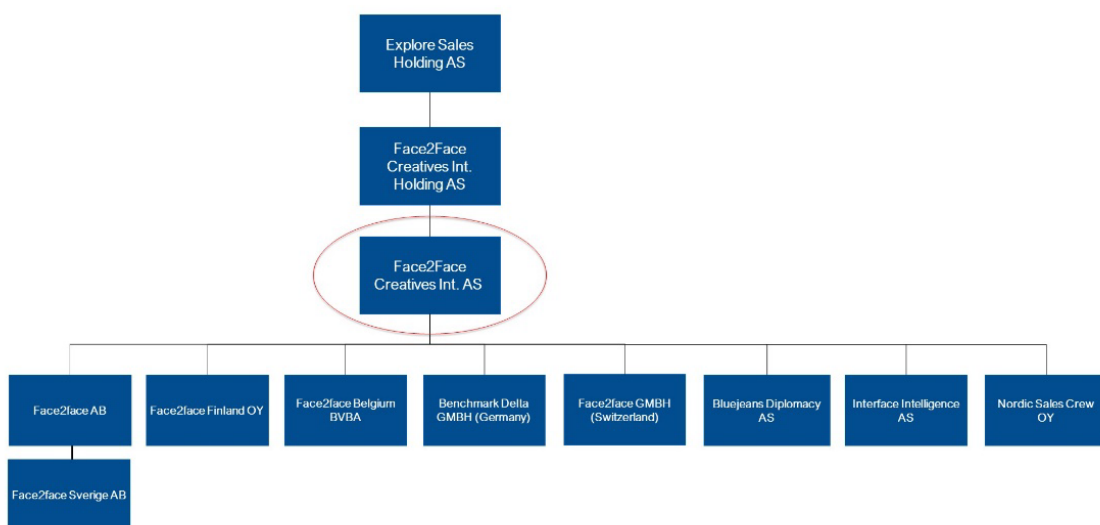 Explore Sales
Holding AS
Face2Face
Creatives Int.
Holding AS
Face2Face
Creatives Int. AS
Face2face AB
Face2face Finland OY
Face2face Belgium
BVBA
Benchmark Delta
GMBH (Germany)
Face2face GMBH
(Switzerland)
Bluejeans Diplomacy
AS
Interface Intelligence
AS
Nordic Sales Crew
OY
Face2face Sverige AB